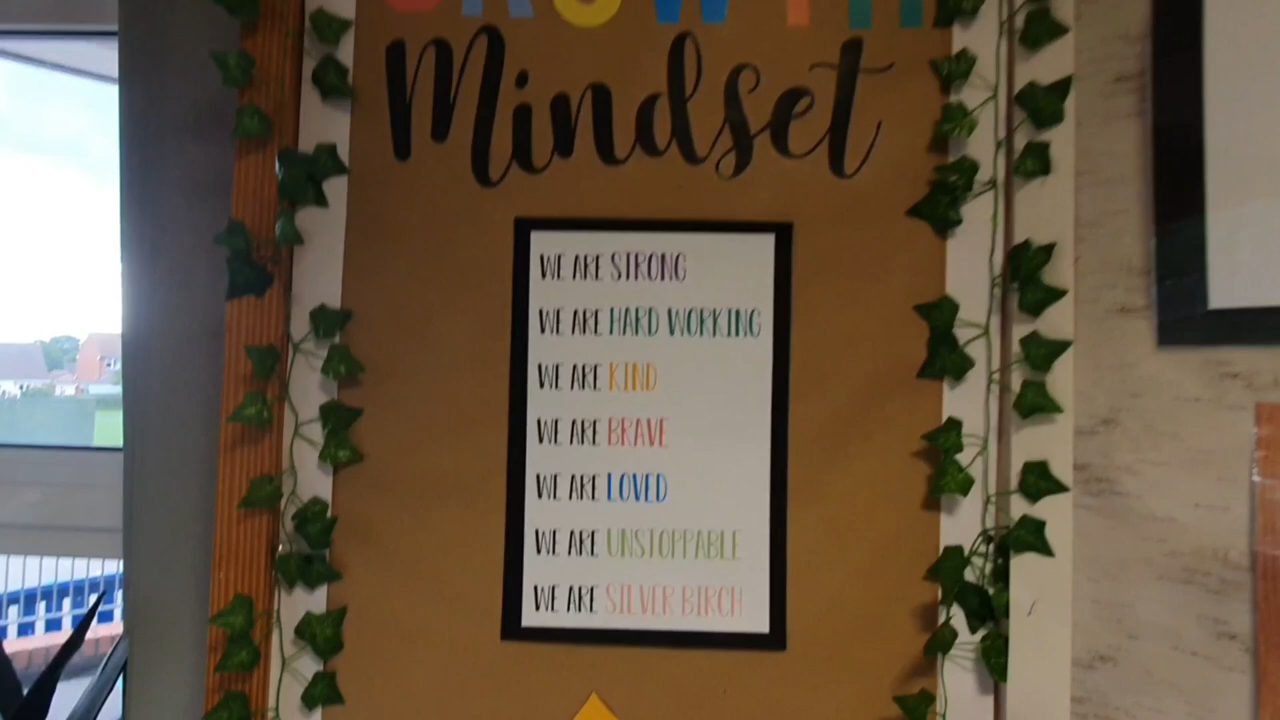 GROWTH
Mindset
WE ARE STRONG
WE ARE HARD WORKING
WE ARE KIND
WE ARE BRAVE
WE ARE LOVED
WE ARE UNSTOPPABLE
WE ARE SILVER BIRCH